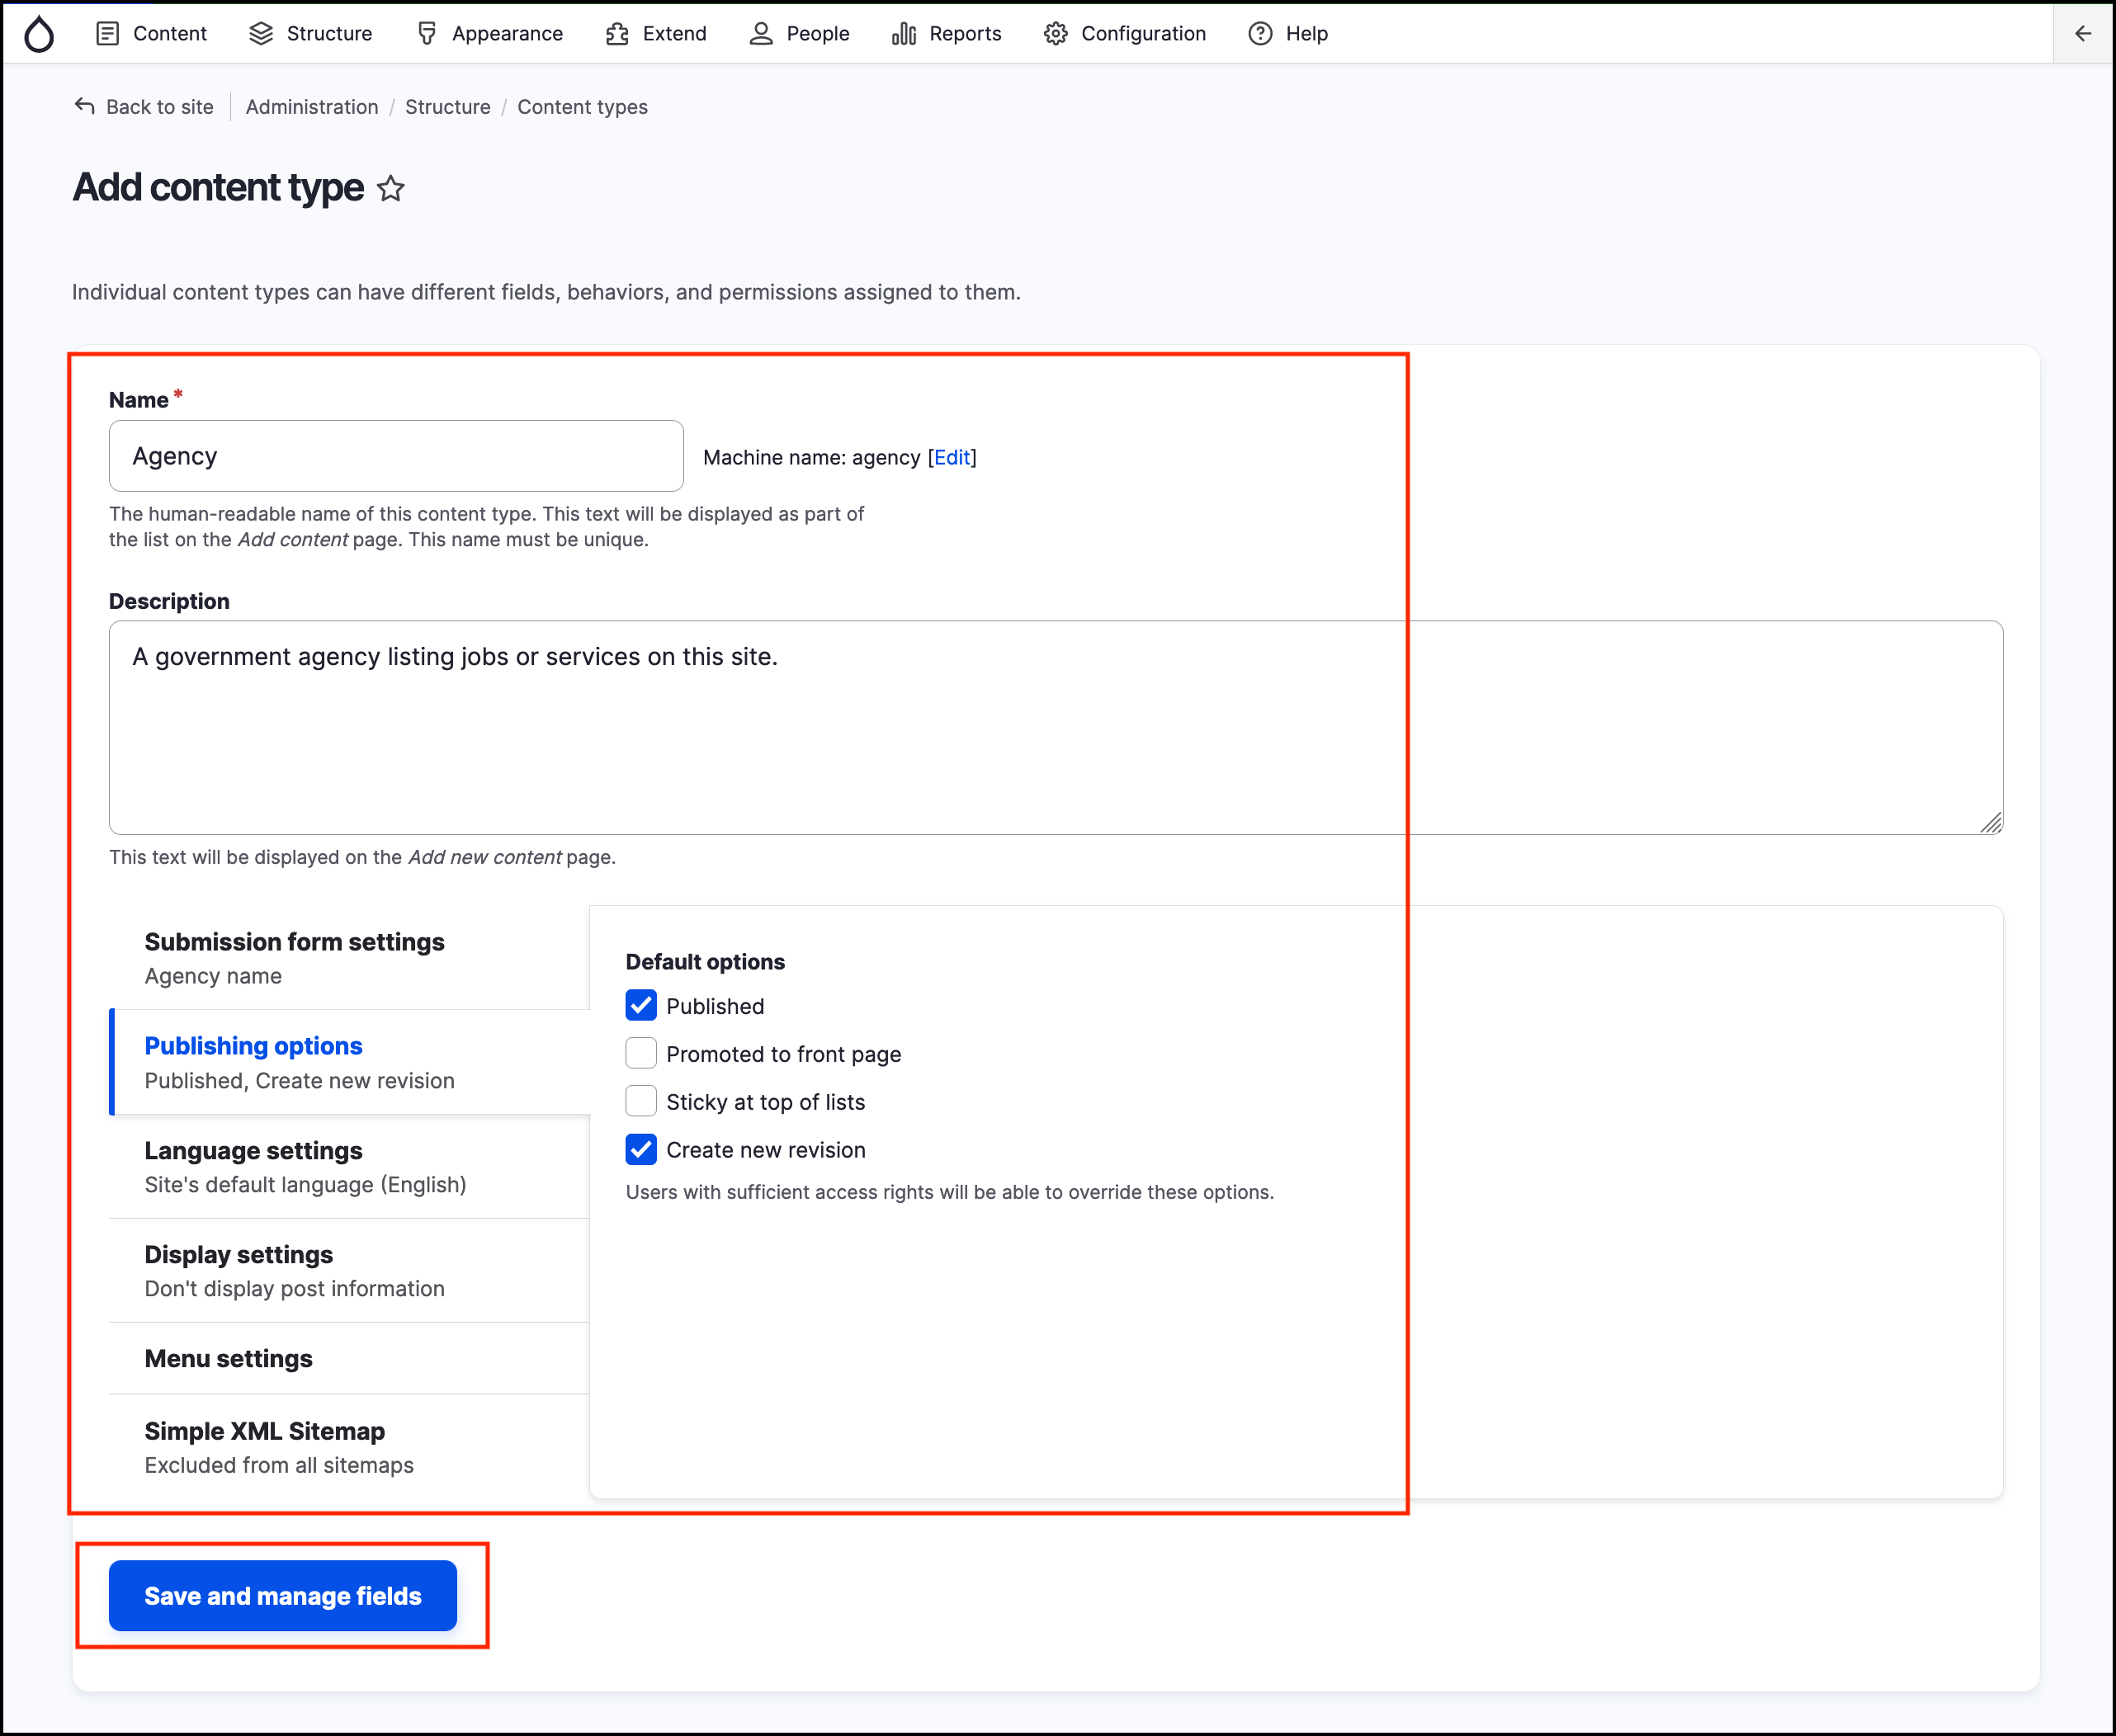 Content Structure Appearance Extend People Reports Configuration Help
Back to site Administration / Structure / Content types
Add content type
Individual content types can have different fields, behaviors, and permissions assigned to them.
Name *
Agency
Machine name: agency [Edit]
The human-readable name of this content type. This text will be displayed as part of
the list on the Add content page. This name must be unique.
Description
A government agency listing jobs or services on this site.
This text will be displayed on the Add new content page.
Submission form settings
Agency name
Publishing options
Published, Create new revision
Language settings
Site's default language (English)
Display settings
Don't display post information
Menu settings
Simple XML Sitemap
Excluded from all sitemaps
Default options
Published
Promoted to front page
Sticky at top of lists
Create new revision
Users with sufficient access rights will be able to override these options.
Save and manage fields